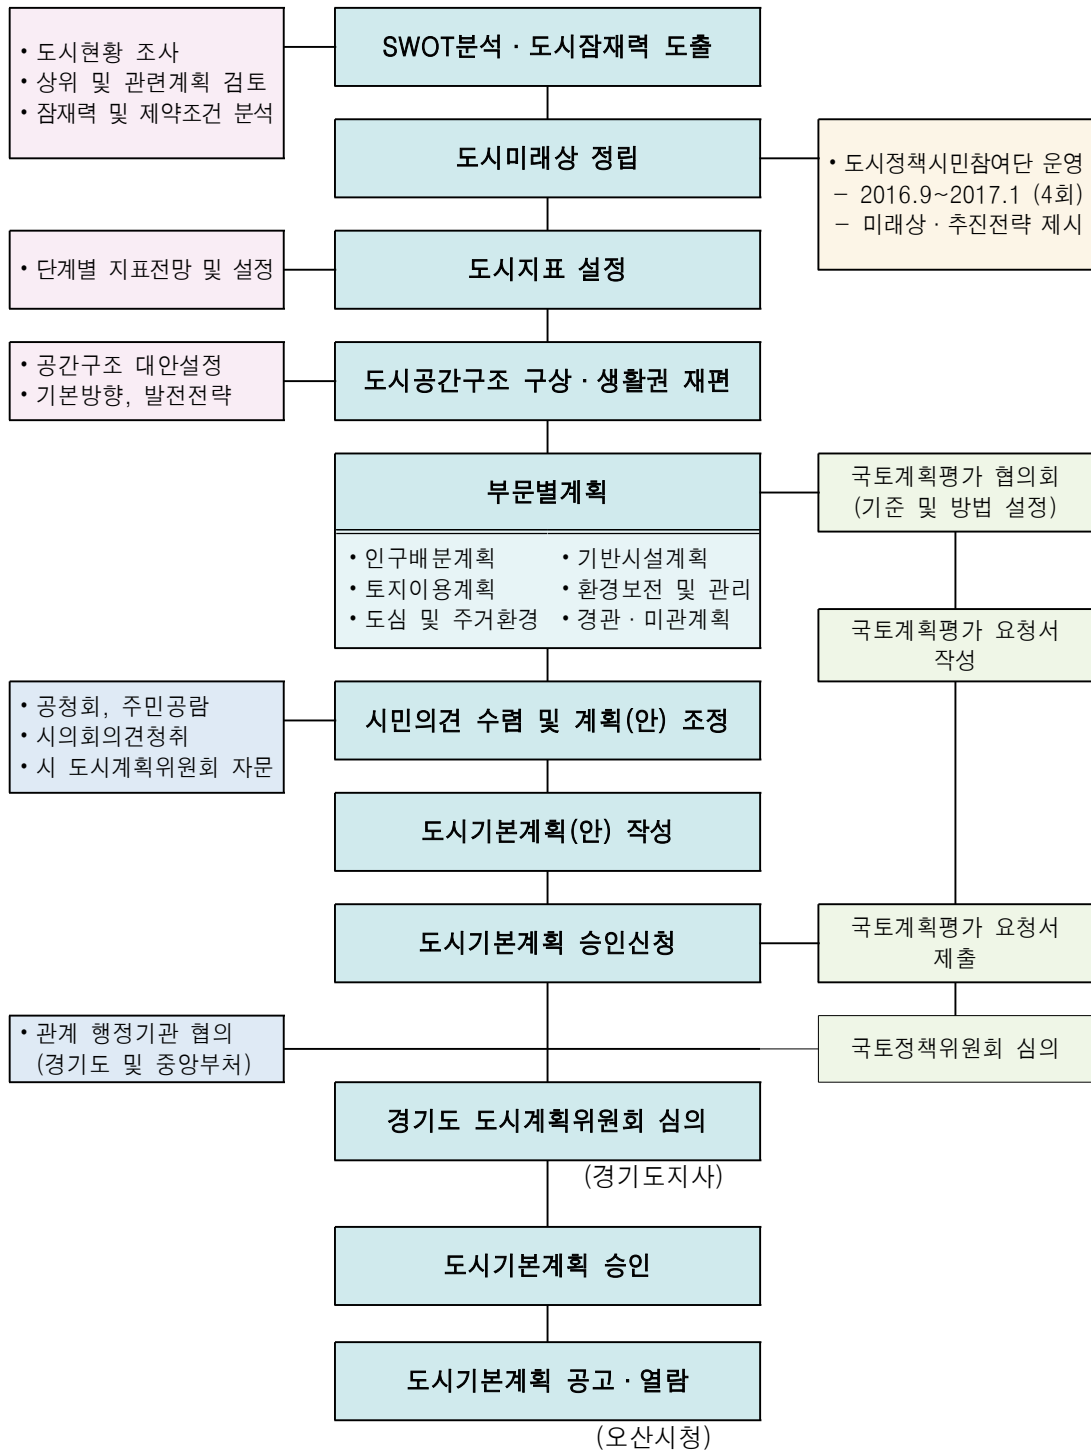 SWOT분석 · 도시잠재력 도출
• 도시현황 조사
• 상위 및 관련계획 검토
• 잠재력 및 제약조건 분석
도시미래상 정립
• 도시정책시민참여단 운영
– 2016.9~2017.1 (4회)
– 미래상 · 추진전략 제시
• 단계별 지표전망 및 설정
도시지표 설정
• 공간구조 대안설정
• 기본방향, 발전전략
도시공간구조 구상 · 생활권 재편
부문별계획
• 인구배분계획
• 토지이용계획
• 도심 및 주거환경
• 기반시설계획
• 환경보전 및 관리
• 경관 · 미관계획
국토계획평가 협의회
(기준 및 방법 설정)
국토계획평가 요청서
작성
• 공청회, 주민공람
• 시의회의견청취
• 시 도시계획위원회 자문
시민의견 수렴 및 계획(안) 조정
도시기본계획(안) 작성
도시기본계획 승인신청
국토계획평가 요청서
제출
• 관계 행정기관 협의
(경기도 및 중앙부처)
국토정책위원회 심의
경기도 도시계획위원회 심의
(경기도지사)
도시기본계획 승인
도시기본계획 공고 · 열람
(오산시청)